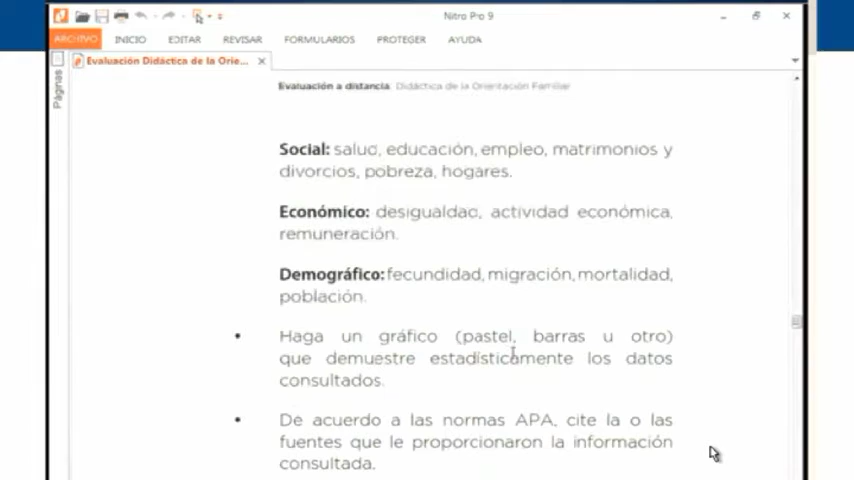 Nitro Pro 9
ARCHIVO INICIO EDITAR REVISAR FORMULARIOS PROTEGER AYUDA
Evaluación Didáctica de la Orie...
Páginas
Evaluación a distancia. Didáctica de la Orientación Familiar
Social: salud, educación, empleo, matrimonios y
divorcios, pobreza, hogares.
Económico: desigualdad, actividad económica,
remuneración.
Demográfico: fecundidad, migración, mortalidad,
población.
• Haga un gráfico (pastel, barras u otro)
que demuestre estadísticamente los datos
consultados.
• De acuerdo a las normas APA, cite la o las
fuentes que le proporcionaron la información
consultada.